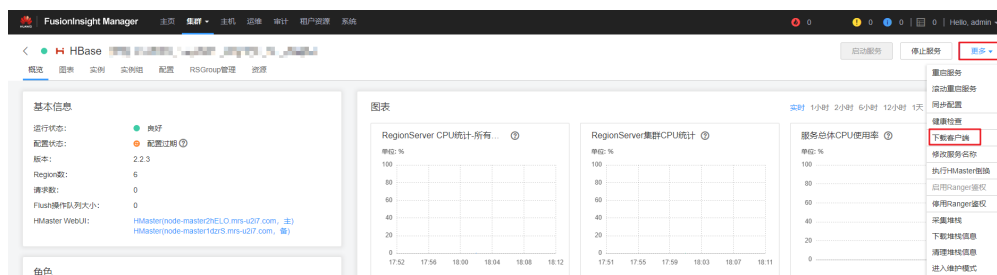 FusionInsight Manager 主页 集群 主机 运维 审计 租户资源 系统 0 0 0 0 Hello, admin
HBase 启动服务 停止服务 更多
概览 图表 实例 实例组 配置 RSGroup管理 资源
重启服务
滚动重启服务
同步配置
健康检查
下载客户端
修改服务名称
执行HMaster倒换
启用Ranger鉴权
停用Ranger鉴权
采集堆栈
下载堆栈信息
清理堆栈信息
进入维护模式
基本信息
运行状态: 良好
配置状态: 配置过期
版本: 2.2.3
Region数: 6
请求数: 0
Flush操作队列大小: 0
HMaster WebUI: HMaster(node-master2hELO.mrs-u2i7.com, 主)
HMaster(node-master1dzrS.mrs-u2i7.com, 备)
角色
图表 实时 1小时 2小时 6小时 12小时 1天
RegionServer CPU统计-所有...
单位: %
100
80
60
40
20
0
17:52 17:56 18:00 18:04 18:08 18:12
RegionServer集群CPU统计
单位: %
100
80
60
40
20
0
17:51 17:55 17:59 18:03 18:07 18:11
服务总体CPU使用率
单位: %
100
80
60
40
20
0